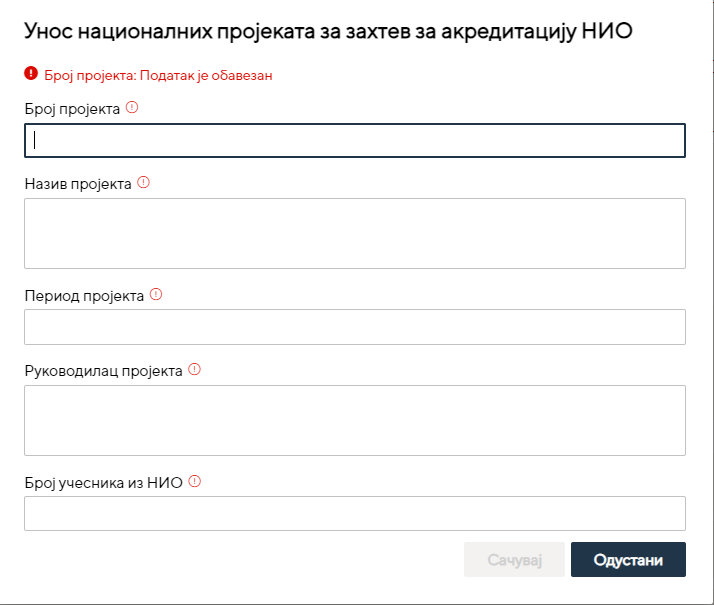 Унос националних пројеката за захтев за акредитацију НИО
Број пројекта: Податак је обавезан
Број пројекта
Назив пројекта
Период пројекта
Руководилац пројекта
Број учесника из НИО
Сачувај
Одустани